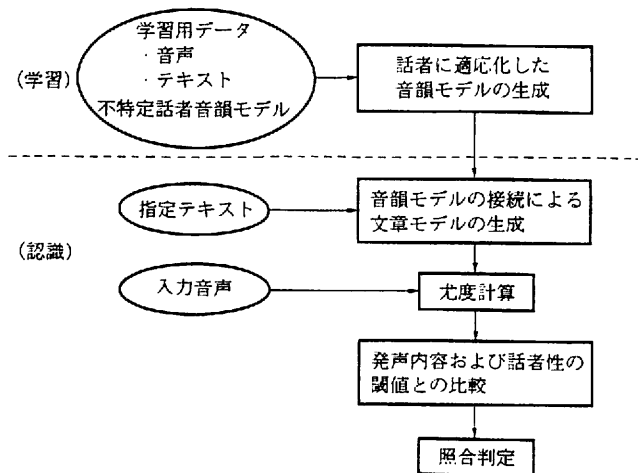 学習用データ
・音声
・テキスト
不特定話者音韻モデル
(学習)
話者に適応化した
音韻モデルの生成
指定テキスト
音韻モデルの接続による
文章モデルの生成
(認識)
入力音声
尤度計算
発声内容および話者性の
閾値との比較
照合判定